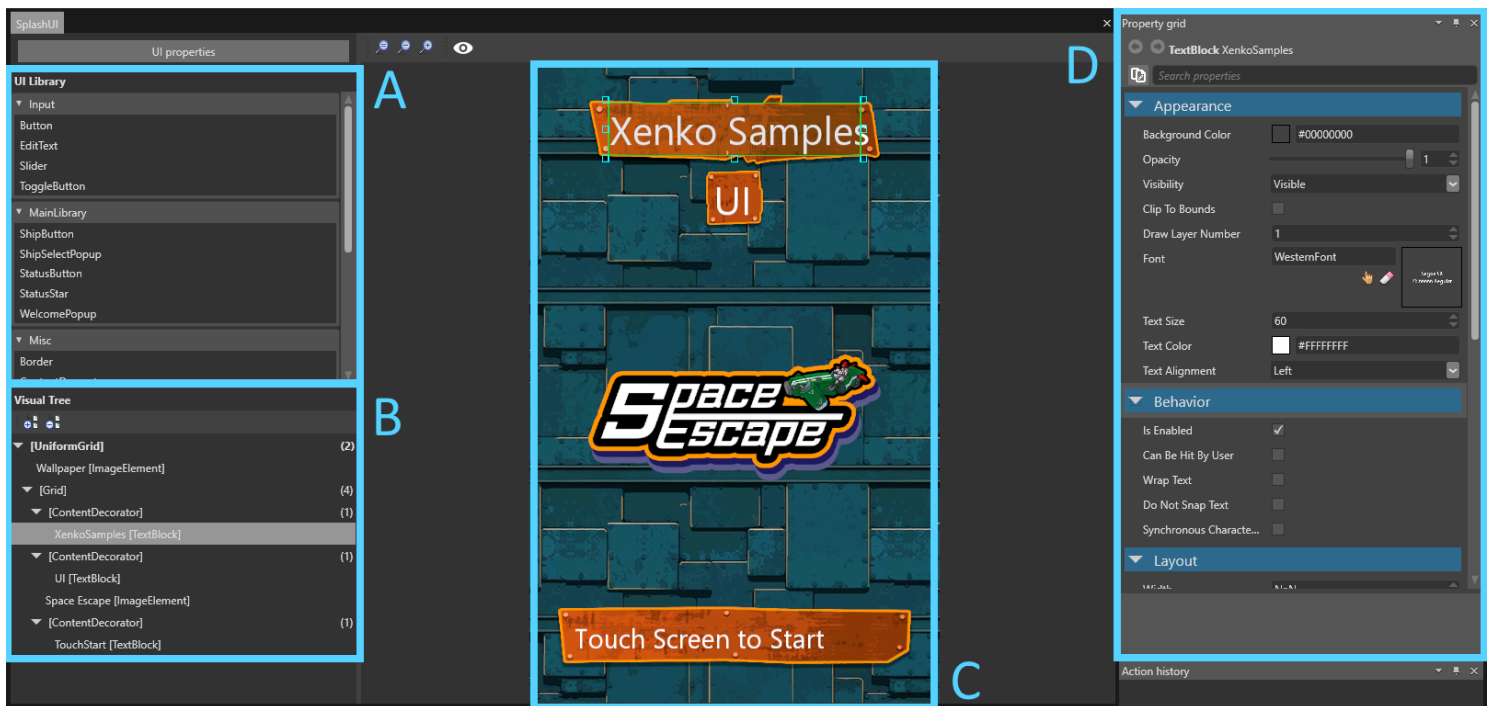 SplashUI
UI properties
UI Library
Input
Button
EditText
Slider
ToggleButton
MainLibrary
ShipButton
ShipSelectPopup
StatusButton
StatusStar
WelcomePopup
Misc
Border
A
Visual Tree
[UniformGrid] (2)
Wallpaper [ImageElement]
[Grid] (4)
[ContentDecorator] (1)
XenkoSamples [TextBlock]
[ContentDecorator] (1)
UI [TextBlock]
Space Escape [ImageElement]
[ContentDecorator] (1)
TouchStart [TextBlock]
B
Xenko Samples
UI
SPACE
ESCAPE
Touch Screen to Start
C
D
Property grid
TextBlock XenkoSamples
Search properties
Appearance
Background Color #00000000
Opacity 1
Visibility Visible
Clip To Bounds
Draw Layer Number 1
Font WesternFont
Text Size 60
Text Color #FFFFFFFF
Text Alignment Left
Behavior
Is Enabled
Can Be Hit By User
Wrap Text
Do Not Snap Text
Synchronous Characte...
Layout
Width NaN
Action history